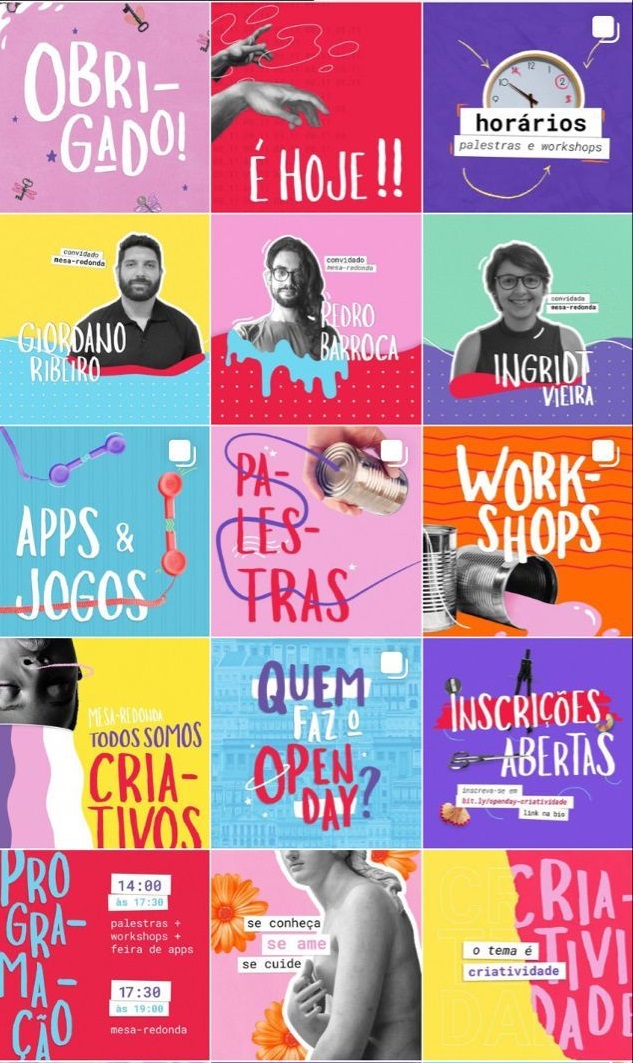 OBRI-
GADO!
É HOJE!!
horários
palestras e workshops
convidado
mesa-redonda
GIORDANO
RIBEIRO
convidado
mesa-redonda
PEDRO
BARROCA
convidada
mesa-redonda
INGRIDT
VIEIRA
APPS &
JOGOS
PA-
LES-
TRAS
WORK-
SHOPS
MESA-REDONDA
TODOS SOMOS
CRIA-
TIVOS
QUEM
FAZ o
OPEN
DAY?
INSCRIÇÕES
ABERTAS
inscreva-se em
bit.ly/openday-criatividade
link na bio
PRO
GRA-
MA-
ÇÃO
14:00
às 17:30
palestras +
workshops +
feira de apps
17:30
às 19:00
mesa-redonda
se conheça
se ame
se cuide
CRIA-
TIVI
DADE
o tema é
criatividade